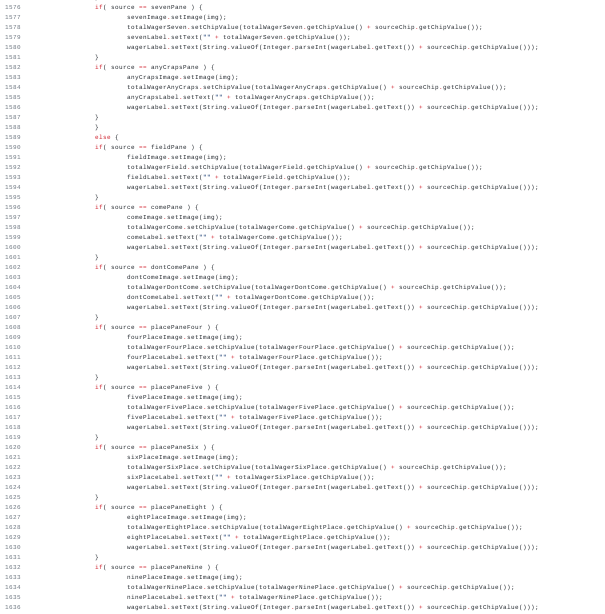 1576 if( source == sevenPane ) {
1577 sevenImage.setImage(img);
1578 totalWagerSeven.setChipValue(totalWagerSeven.getChipValue() + sourceChip.getChipValue());
1579 sevenLabel.setText("" + totalWagerSeven.getChipValue());
1580 wagerLabel.setText(String.valueOf(Integer.parseInt(wagerLabel.getText()) + sourceChip.getChipValue()));
1581 }
1582 if( source == anyCrapsPane ) {
1583 anyCrapsImage.setImage(img);
1584 totalWagerAnyCraps.setChipValue(totalWagerAnyCraps.getChipValue() + sourceChip.getChipValue());
1585 anyCrapsLabel.setText("" + totalWagerAnyCraps.getChipValue());
1586 wagerLabel.setText(String.valueOf(Integer.parseInt(wagerLabel.getText()) + sourceChip.getChipValue()));
1587 }
1588 }
1589 else {
1590 if( source == fieldPane ) {
1591 fieldImage.setImage(img);
1592 totalWagerField.setChipValue(totalWagerField.getChipValue() + sourceChip.getChipValue());
1593 fieldLabel.setText("" + totalWagerField.getChipValue());
1594 wagerLabel.setText(String.valueOf(Integer.parseInt(wagerLabel.getText()) + sourceChip.getChipValue()));
1595 }
1596 if( source == comePane ) {
1597 comeImage.setImage(img);
1598 totalWagerCome.setChipValue(totalWagerCome.getChipValue() + sourceChip.getChipValue());
1599 comeLabel.setText("" + totalWagerCome.getChipValue());
1600 wagerLabel.setText(String.valueOf(Integer.parseInt(wagerLabel.getText()) + sourceChip.getChipValue()));
1601 }
1602 if( source == dontComePane ) {
1603 dontComeImage.setImage(img);
1604 totalWagerDontCome.setChipValue(totalWagerDontCome.getChipValue() + sourceChip.getChipValue());
1605 dontComeLabel.setText("" + totalWagerDontCome.getChipValue());
1606 wagerLabel.setText(String.valueOf(Integer.parseInt(wagerLabel.getText()) + sourceChip.getChipValue()));
1607 }
1608 if( source == placePaneFour ) {
1609 fourPlaceImage.setImage(img);
1610 totalWagerFourPlace.setChipValue(totalWagerFourPlace.getChipValue() + sourceChip.getChipValue());
1611 fourPlaceLabel.setText("" + totalWagerFourPlace.getChipValue());
1612 wagerLabel.setText(String.valueOf(Integer.parseInt(wagerLabel.getText()) + sourceChip.getChipValue()));
1613 }
1614 if( source == placePaneFive ) {
1615 fivePlaceImage.setImage(img);
1616 totalWagerFivePlace.setChipValue(totalWagerFivePlace.getChipValue() + sourceChip.getChipValue());
1617 fivePlaceLabel.setText("" + totalWagerFivePlace.getChipValue());
1618 wagerLabel.setText(String.valueOf(Integer.parseInt(wagerLabel.getText()) + sourceChip.getChipValue()));
1619 }
1620 if( source == placePaneSix ) {
1621 sixPlaceImage.setImage(img);
1622 totalWagerSixPlace.setChipValue(totalWagerSixPlace.getChipValue() + sourceChip.getChipValue());
1623 sixPlaceLabel.setText("" + totalWagerSixPlace.getChipValue());
1624 wagerLabel.setText(String.valueOf(Integer.parseInt(wagerLabel.getText()) + sourceChip.getChipValue()));
1625 }
1626 if( source == placePaneEight ) {
1627 eightPlaceImage.setImage(img);
1628 totalWagerEightPlace.setChipValue(totalWagerEightPlace.getChipValue() + sourceChip.getChipValue());
1629 eightPlaceLabel.setText("" + totalWagerEightPlace.getChipValue());
1630 wagerLabel.setText(String.valueOf(Integer.parseInt(wagerLabel.getText()) + sourceChip.getChipValue()));
1631 }
1632 if( source == placePaneNine ) {
1633 ninePlaceImage.setImage(img);
1634 totalWagerNinePlace.setChipValue(totalWagerNinePlace.getChipValue() + sourceChip.getChipValue());
1635 ninePlaceLabel.setText("" + totalWagerNinePlace.getChipValue());
1636 wagerLabel.setText(String.valueOf(Integer.parseInt(wagerLabel.getText()) + sourceChip.getChipValue()));